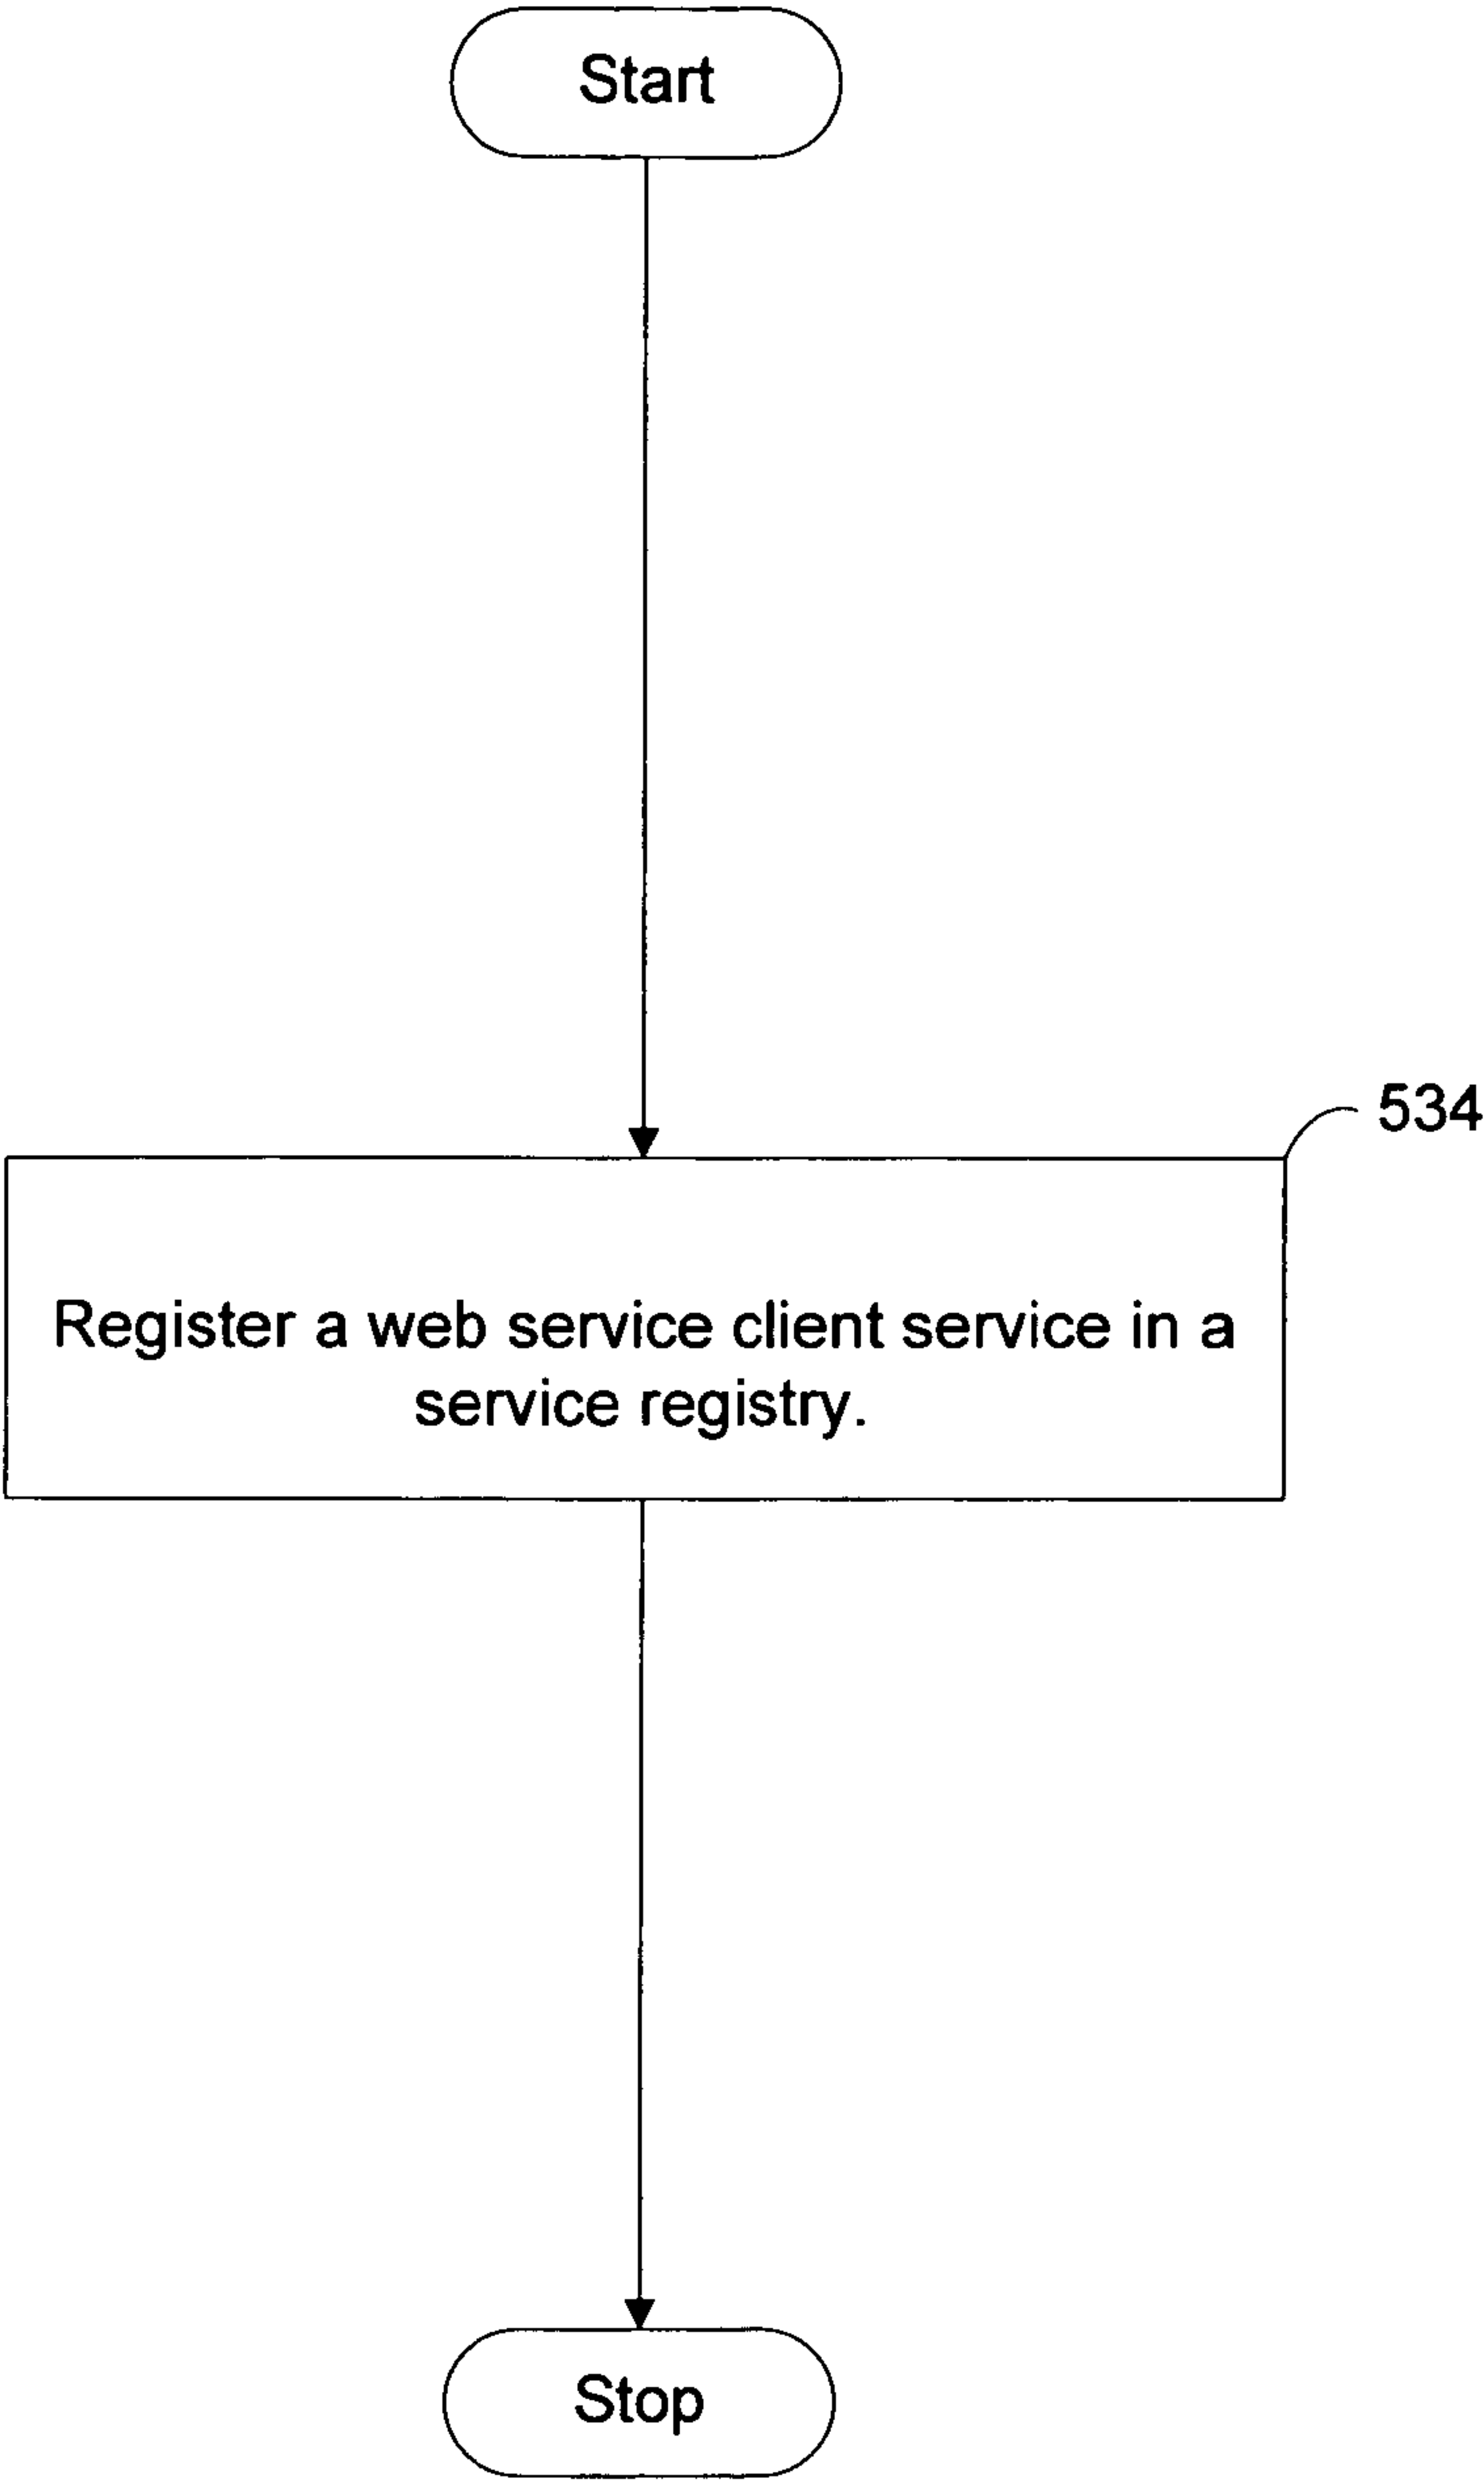 Start
534
Register a web service client service in a
service registry.
Stop